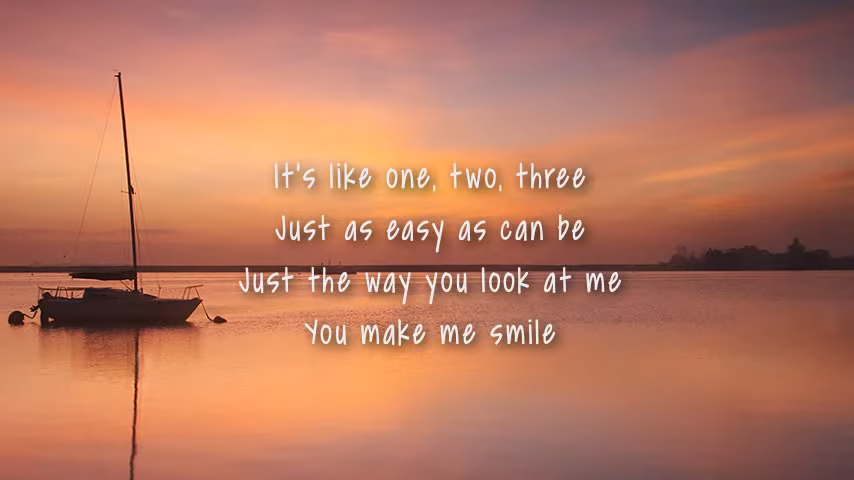 It's like one, two, three
Just as easy as can be
Just the way you look at me
You make me smile